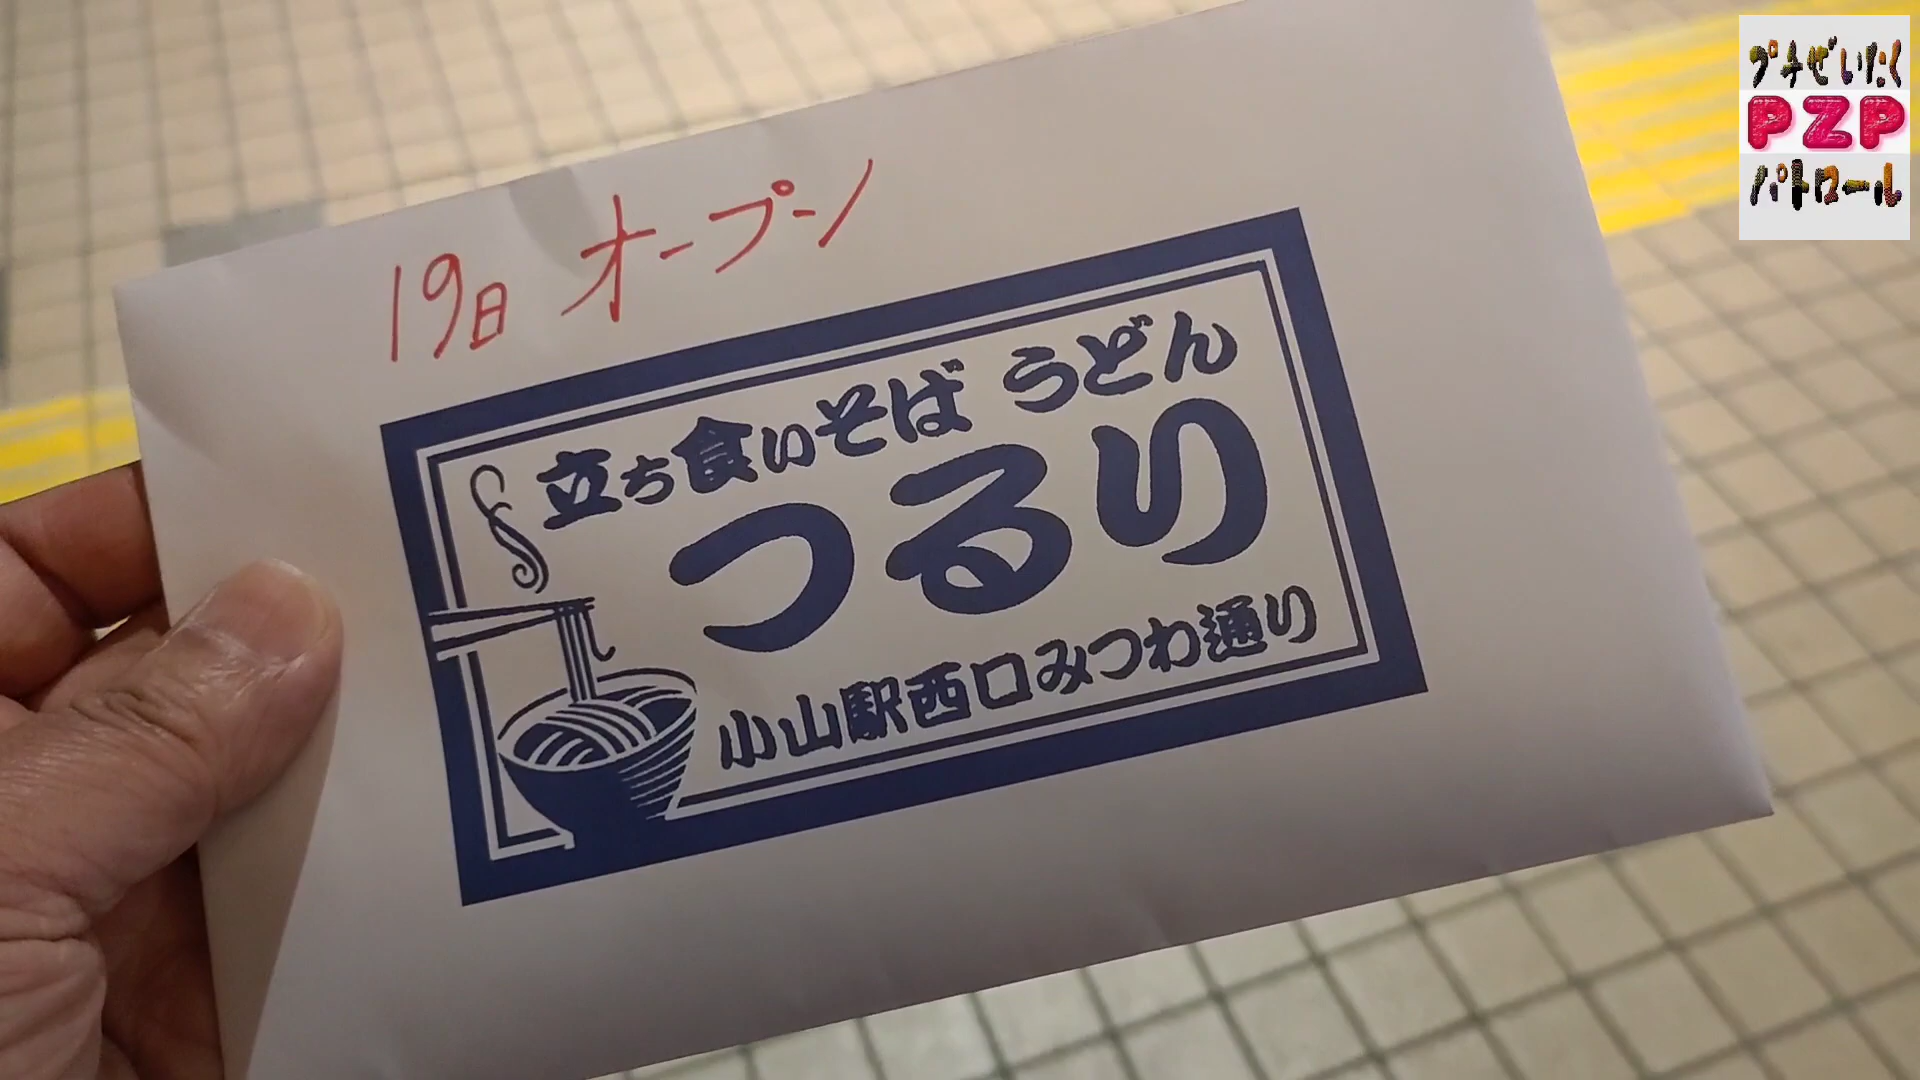 プチぜいたく
PZP
パトロール
19日 オープン
立ち食いそば うどん
つるり
小山駅西口みつわ通り